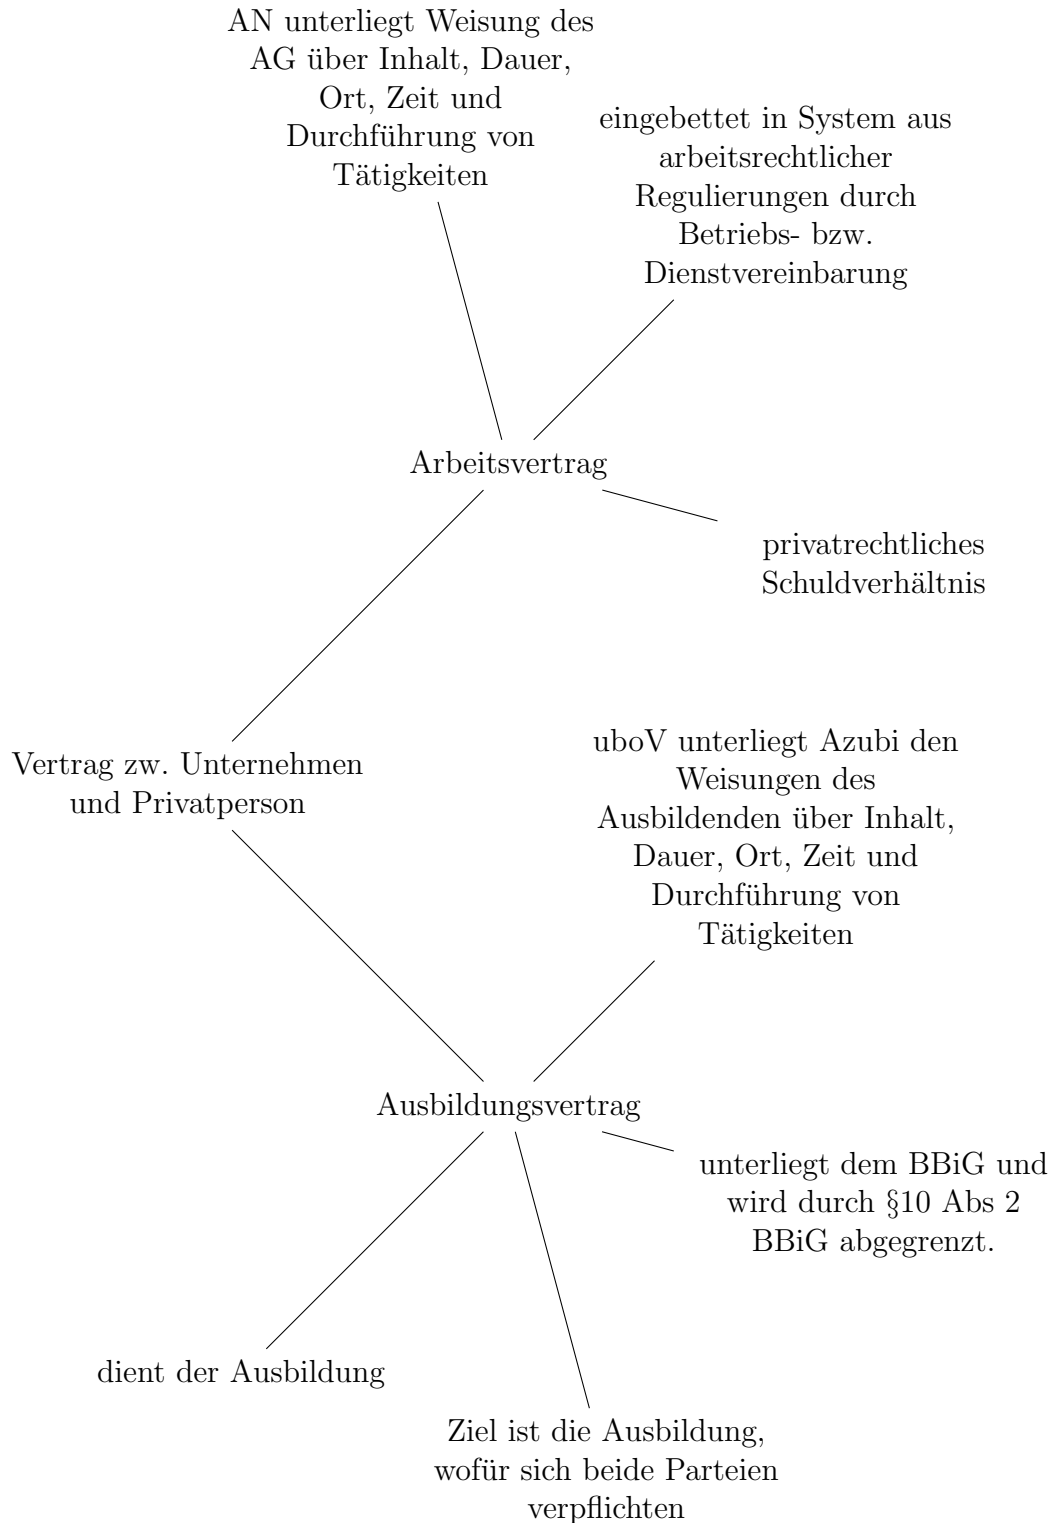 AN unterliegt Weisung des
AG über Inhalt, Dauer,
Ort, Zeit und
Durchführung von
Tätigkeiten
eingebettet in System aus
arbeitsrechtlicher
Regulierungen durch
Betriebs- bzw.
Dienstvereinbarung
Arbeitsvertrag
privatrechtliches
Schuldverhältnis
Vertrag zw. Unternehmen
und Privatperson
uboV unterliegt Azubi den
Weisungen des
Ausbildenden über Inhalt,
Dauer, Ort, Zeit und
Durchführung von
Tätigkeiten
Ausbildungsvertrag
unterliegt dem BBiG und
wird durch §10 Abs 2
BBiG abgegrenzt.
dient der Ausbildung
Ziel ist die Ausbildung,
wofür sich beide Parteien
verpflichten